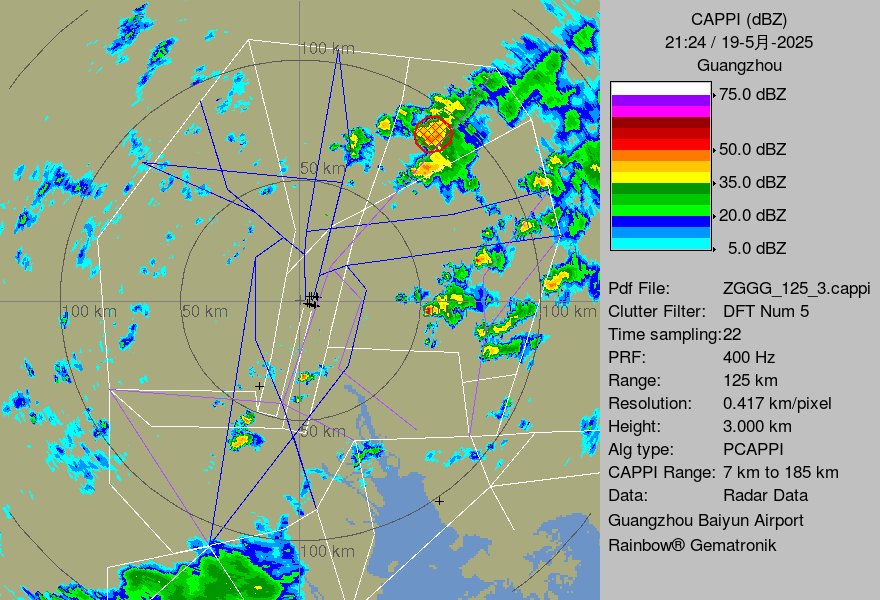 CAPPI (dBZ)
21:24 / 19-5月-2025
Guangzhou
75.0 dBZ
50.0 dBZ
35.0 dBZ
20.0 dBZ
5.0 dBZ
Pdf File: ZGGG_125_3.cappi
Clutter Filter: DFT Num 5
Time sampling:22
PRF: 400 Hz
Range: 125 km
Resolution: 0.417 km/pixel
Height: 3.000 km
Alg type: PCAPPI
CAPPI Range: 7 km to 185 km
Data: Radar Data
Guangzhou Baiyun Airport
Rainbow® Gematronik
100 km
50 km
100 km
50 km
100 km
50 km
100 km